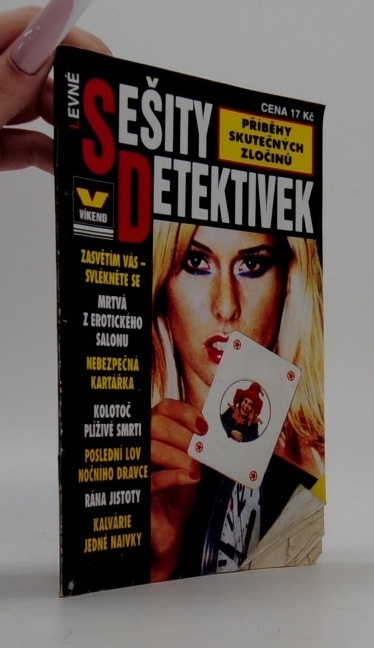 LEVNÉ
SEŠITY
DETEKTIVEK
CENA 17 Kč
PŘÍBĚHY
SKUTEČNÝCH
ZLOČINŮ
V
VÍKEND
ZASVĚTÍM VÁS –
SVLÉKNĚTE SE
MRTVÁ
Z EROTICKÉHO
SALONU
NEBEZPEČNÁ
KARTÁŘKA
KOLOTOČ
PLÍŽIVÉ SMRTI
POSLEDNÍ LOV
NOČNÍHO DRAVCE
RÁNA JISTOTY
KALVÁRIE
JEDNÉ NAIVKY